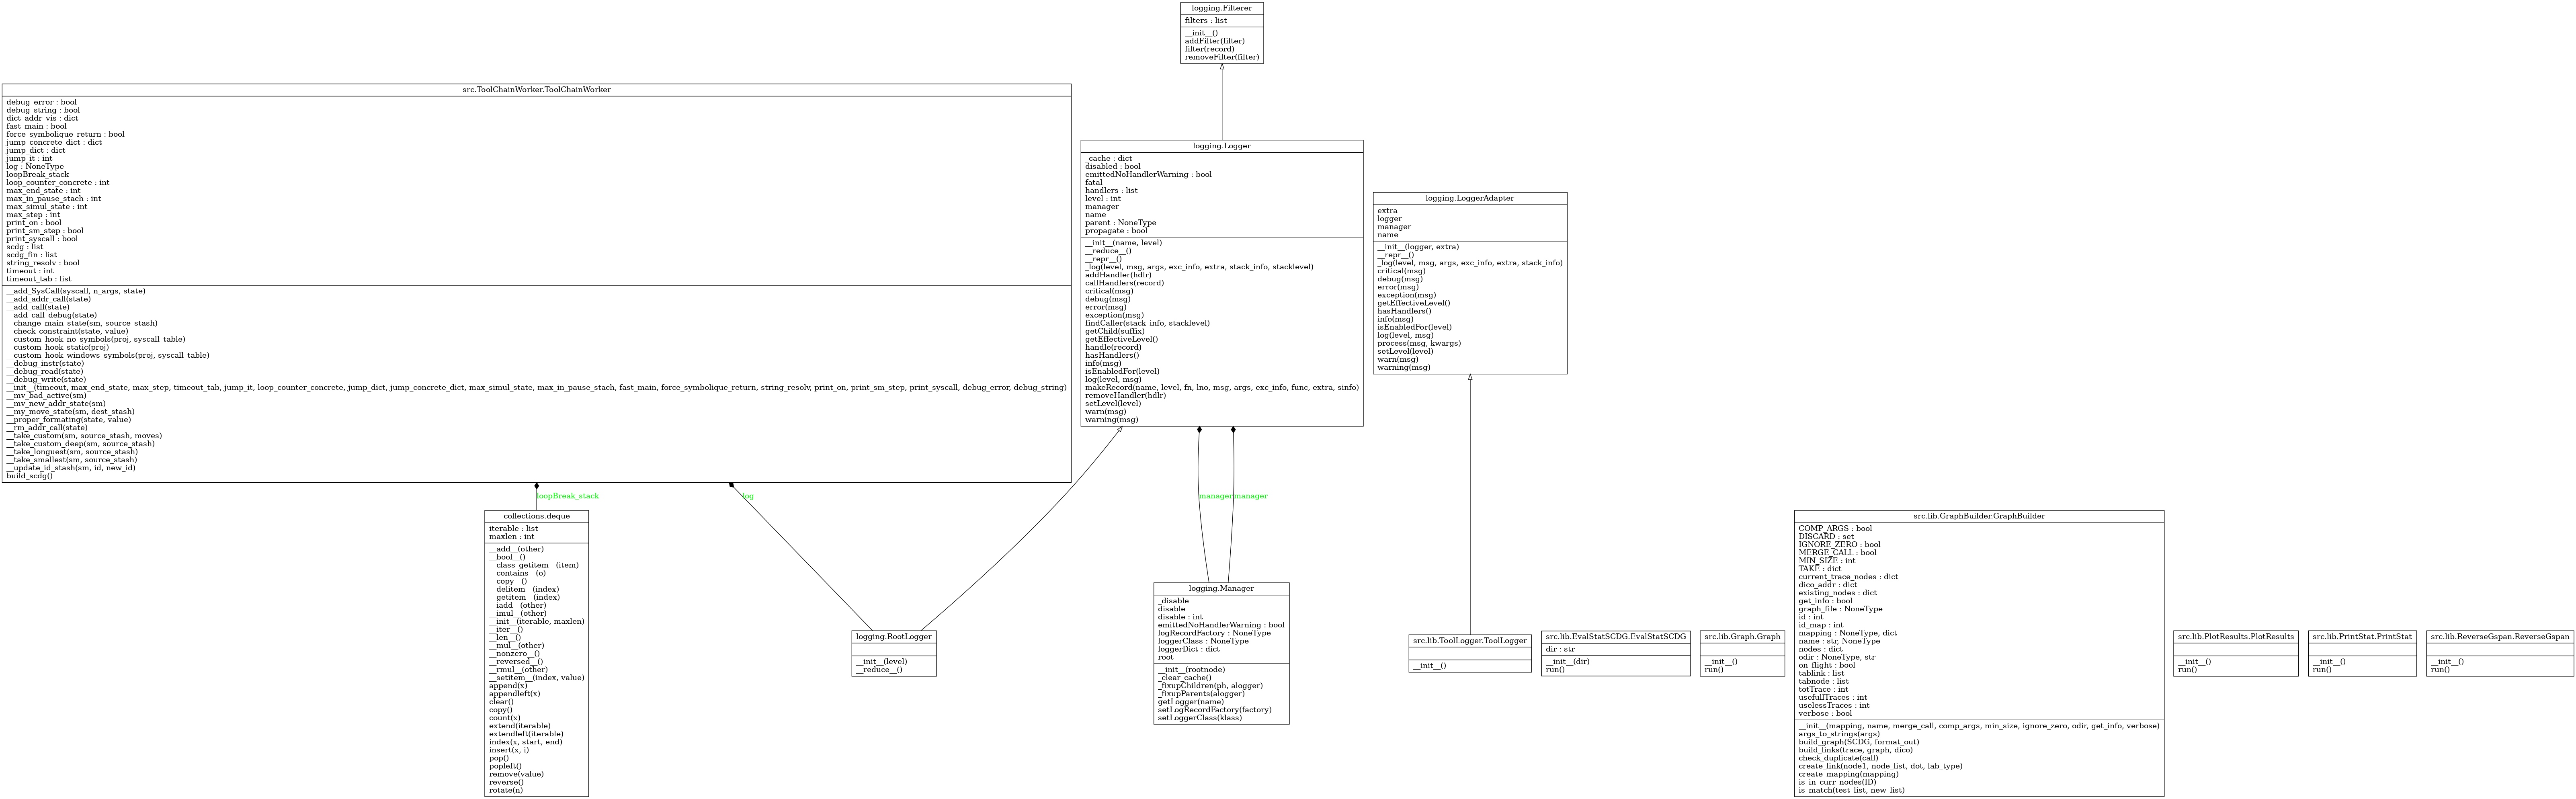 logging.Filterer
filters : list
__init__()
addFilter(filter)
filter(record)
removeFilter(filter)
src.ToolChainWorker.ToolChainWorker
debug_error : bool
debug_string : bool
dict_addr_vis : dict
fast_main : bool
force_symbolique_return : bool
jump_concrete_dict : dict
jump_dict : dict
jump_it : int
log : NoneType
loopBreak_stack
loop_counter_concrete : int
max_end_state : int
max_in_pause_stach : int
max_simul_state : int
max_step : int
print_on : bool
print_sm_step : bool
print_syscall : bool
scdg : list
scdg_fin : list
string_resolv : bool
timeout : int
timeout_tab : list
__add_SysCall(syscall, n_args, state)
__add_addr_call(state)
__add_call(state)
__add_call_debug(state)
__change_main_state(sm, source_stash)
__check_constraint(state, value)
__custom_hook_no_symbols(proj, syscall_table)
__custom_hook_static(proj)
__custom_hook_windows_symbols(proj, syscall_table)
__debug_instr(state)
__debug_read(state)
__debug_write(state)
__init__(timeout, max_end_state, max_step, timeout_tab, jump_it, loop_counter_concrete, jump_dict, jump_concrete_dict, max_simul_state, max_in_pause_stach, fast_main, force_symbolique_return, string_resolv, print_on, print_sm_step, print_syscall, debug_error, debug_string)
__mv_bad_active(sm)
__mv_new_addr_state(sm)
__my_move_state(sm, dest_stash)
__proper_formating(state, value)
__rm_addr_call(state)
__take_custom(sm, source_stash, moves)
__take_custom_deep(sm, source_stash)
__take_longuest(sm, source_stash)
__take_smallest(sm, source_stash)
__update_id_stash(sm, id, new_id)
build_scdg()
logging.Logger
_cache : dict
disabled : bool
emittedNoHandlerWarning : bool
fatal
handlers : list
level : int
manager
name
parent : NoneType
propagate : bool
__init__(name, level)
__reduce__()
__repr__()
_log(level, msg, args, exc_info, extra, stack_info, stacklevel)
addHandler(hdlr)
callHandlers(record)
critical(msg)
debug(msg)
error(msg)
exception(msg)
findCaller(stack_info, stacklevel)
getChild(suffix)
getEffectiveLevel()
handle(record)
hasHandlers()
info(msg)
isEnabledFor(level)
log(level, msg)
makeRecord(name, level, fn, lno, msg, args, exc_info, func, extra, sinfo)
removeHandler(hdlr)
setLevel(level)
warn(msg)
warning(msg)
logging.LoggerAdapter
extra
logger
manager
name
__init__(logger, extra)
__repr__()
_log(level, msg, args, exc_info, extra, stack_info)
critical(msg)
debug(msg)
error(msg)
exception(msg)
getEffectiveLevel()
hasHandlers()
info(msg)
isEnabledFor(level)
log(level, msg)
process(msg, kwargs)
setLevel(level)
warn(msg)
warning(msg)
loopBreak_stack
log
manager
manager
collections.deque
iterable : list
maxlen : int
__add__(other)
__bool__()
__class_getitem__(item)
__contains__(o)
__copy__()
__delitem__(index)
__getitem__(index)
__iadd__(other)
__imul__(other)
__init__(iterable, maxlen)
__iter__()
__len__()
__mul__(other)
__nonzero__()
__reversed__()
__rmul__(other)
__setitem__(index, value)
append(x)
appendleft(x)
clear()
copy()
count(x)
extend(iterable)
extendleft(iterable)
index(x, start, end)
insert(x, i)
pop()
popleft()
remove(value)
reverse()
rotate(n)
logging.RootLogger
__init__(level)
__reduce__()
logging.Manager
_disable
disable
disable : int
emittedNoHandlerWarning : bool
logRecordFactory : NoneType
loggerClass : NoneType
loggerDict : dict
root
__init__(rootnode)
_clear_cache()
_fixupChildren(ph, alogger)
_fixupParents(alogger)
getLogger(name)
setLogRecordFactory(factory)
setLoggerClass(klass)
src.lib.ToolLogger.ToolLogger
__init__()
src.lib.EvalStatSCDG.EvalStatSCDG
dir : str
__init__(dir)
run()
src.lib.Graph.Graph
__init__()
run()
src.lib.GraphBuilder.GraphBuilder
COMP_ARGS : bool
DISCARD : set
IGNORE_ZERO : bool
MERGE_CALL : bool
MIN_SIZE : int
TAKE : dict
current_trace_nodes : dict
dico_addr : dict
existing_nodes : dict
get_info : bool
graph_file : NoneType
id : int
id_map : int
mapping : NoneType, dict
name : str, NoneType
nodes : dict
odir : NoneType, str
on_flight : bool
tablink : list
tabnode : list
totTrace : int
usefullTraces : int
uselessTraces : int
verbose : bool
__init__(mapping, name, merge_call, comp_args, min_size, ignore_zero, odir, get_info, verbose)
args_to_strings(args)
build_graph(SCDG, format_out)
build_links(trace, graph, dico)
check_duplicate(call)
create_link(node1, node_list, dot, lab_type)
create_mapping(mapping)
is_in_curr_nodes(ID)
is_match(test_list, new_list)
src.lib.PlotResults.PlotResults
__init__()
run()
src.lib.PrintStat.PrintStat
__init__()
run()
src.lib.ReverseGspan.ReverseGspan
__init__()
run()